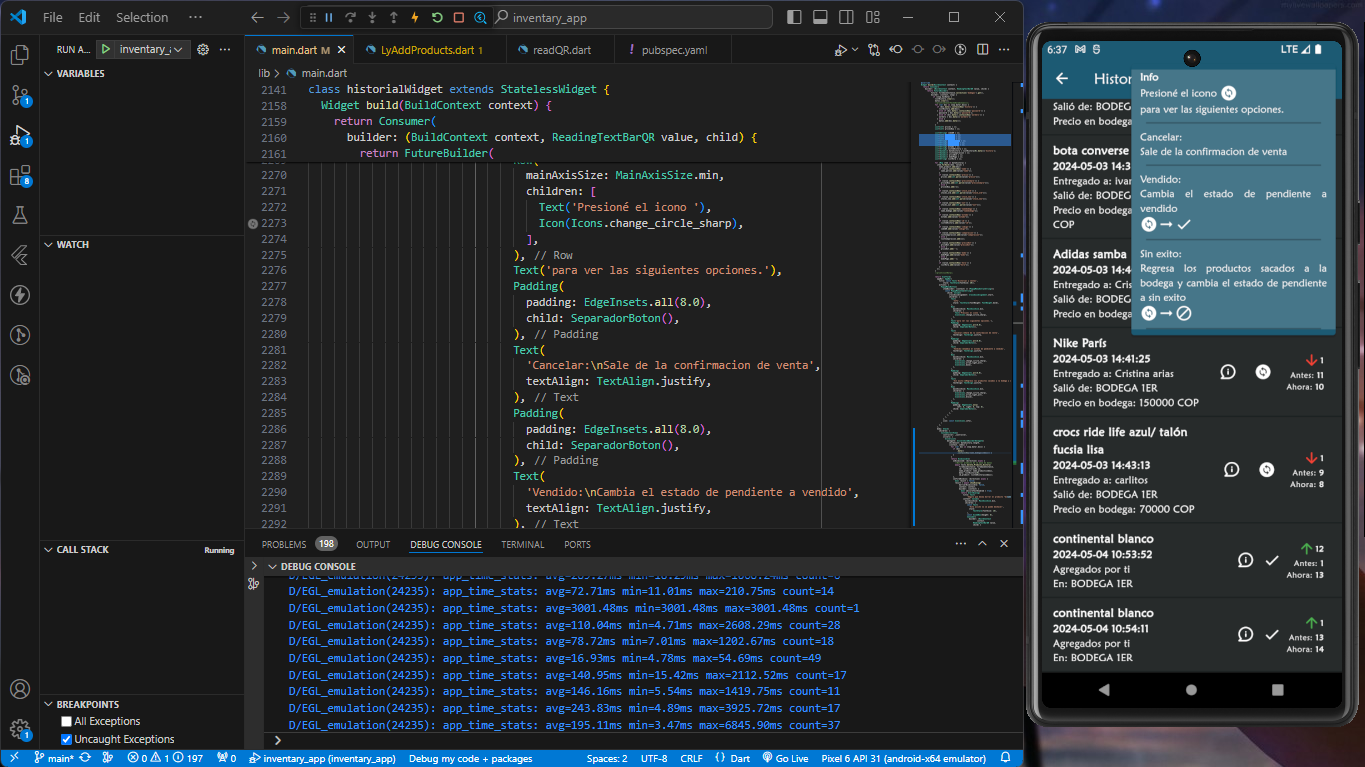 File Edit Selection ··· inventory_app
RUN A... inventory_a ···
VARIABLES
WATCH
CALL STACK Running
BREAKPOINTS
All Exceptions
Uncaught Exceptions
main.dart M LyAddProducts.dart 1 readQR.dart pubspec.yaml
lib > main.dart
2141 class historialWidget extends StatelessWidget {
2158 Widget build(BuildContext context) {
2159 return Consumer(
2160 builder: (BuildContext context, ReadingTextBarQR value, child) {
2161 return FutureBuilder(
Row(
2270 mainAxisSize: MainAxisSize.min,
2271 children: [
2272 Text('Presioné el icono '),
2273 Icon(Icons.change_circle_sharp),
2274 ],
2275 ), // Row
2276 Text('para ver las siguientes opciones.'),
2277 Padding(
2278 padding: EdgeInsets.all(8.0),
2279 child: SeparadorBoton(),
2280 ), // Padding
2281 Text(
2282 'Cancelar:\nSale de la confirmacion de venta',
2283 textAlign: TextAlign.justify,
2284 ), // Text
2285 Padding(
2286 padding: EdgeInsets.all(8.0),
2287 child: SeparadorBoton(),
2288 ), // Padding
2289 Text(
2290 'Vendido:\nCambia el estado de pendiente a vendido',
2291 textAlign: TextAlign.justify,
2292 ), // Text
PROBLEMS 198 OUTPUT DEBUG CONSOLE TERMINAL PORTS
DEBUG CONSOLE
D/EGL_emulation(24235): app_time_stats: avg=72.71ms min=11.01ms max=210.75ms count=14
D/EGL_emulation(24235): app_time_stats: avg=3001.48ms min=3001.48ms max=3001.48ms count=1
D/EGL_emulation(24235): app_time_stats: avg=110.04ms min=4.71ms max=2608.29ms count=28
D/EGL_emulation(24235): app_time_stats: avg=78.72ms min=7.01ms max=1202.67ms count=18
D/EGL_emulation(24235): app_time_stats: avg=16.93ms min=4.78ms max=54.69ms count=49
D/EGL_emulation(24235): app_time_stats: avg=140.95ms min=15.42ms max=2112.52ms count=17
D/EGL_emulation(24235): app_time_stats: avg=146.16ms min=5.54ms max=1419.75ms count=11
D/EGL_emulation(24235): app_time_stats: avg=243.83ms min=4.89ms max=3925.72ms count=17
D/EGL_emulation(24235): app_time_stats: avg=195.11ms min=3.47ms max=6845.90ms count=37
main* 0 1 197 0 inventory_app (inventory_app) Debug my code + packages Spaces: 2 UTF-8 CRLF {} Dart Go Live Pixel 6 API 31 (android-x64 emulator)
6:37 LTE
Histor
Info
Presioné el icono
para ver las siguientes opciones.
Cancelar:
Sale de la confirmacion de venta
Vendido:
Cambia el estado de pendiente a
vendido
Sin exito:
Regresa los productos sacados a la
bodega y cambia el estado de pendiente
a sin exito
Salió de: BODEG
Precio en bodega
bota converse
2024-05-03 14:3
Entregado a: ivar
Salió de: BODEG
Precio en bodega
COP
Adidas samba
2024-05-03 14:4
Entregado a: Cris
Salió de: BODEG
Precio en bodega
Nike París
2024-05-03 14:41:25
Entregado a: Cristina arias
Salió de: BODEGA 1ER
Precio en bodega: 150000 COP
1
Antes: 11
Ahora: 10
crocs ride life azul/ talón
fucsia lisa
2024-05-03 14:43:13
Entregado a: carlitos
Salió de: BODEGA 1ER
Precio en bodega: 70000 COP
1
Antes: 9
Ahora: 8
continental blanco
2024-05-04 10:53:52
Agregados por ti
En: BODEGA 1ER
12
Antes: 1
Ahora: 13
continental blanco
2024-05-04 10:54:11
Agregados por ti
En: BODEGA 1ER
1
Antes: 13
Ahora: 14